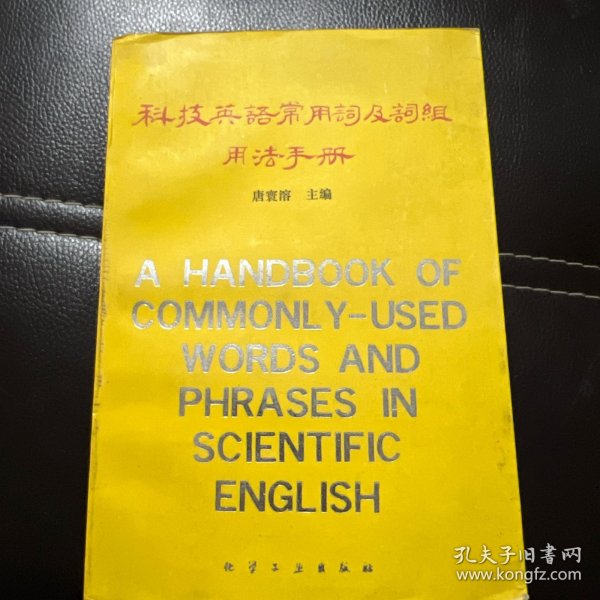 科技英語常用詞及詞組
用法手册
唐寰溶 主编
A HANDBOOK OF
COMMONLY-USED
WORDS AND
PHRASES IN
SCIENTIFIC
ENGLISH
化学工业出版社
孔夫子旧书网
www.kongfz.com